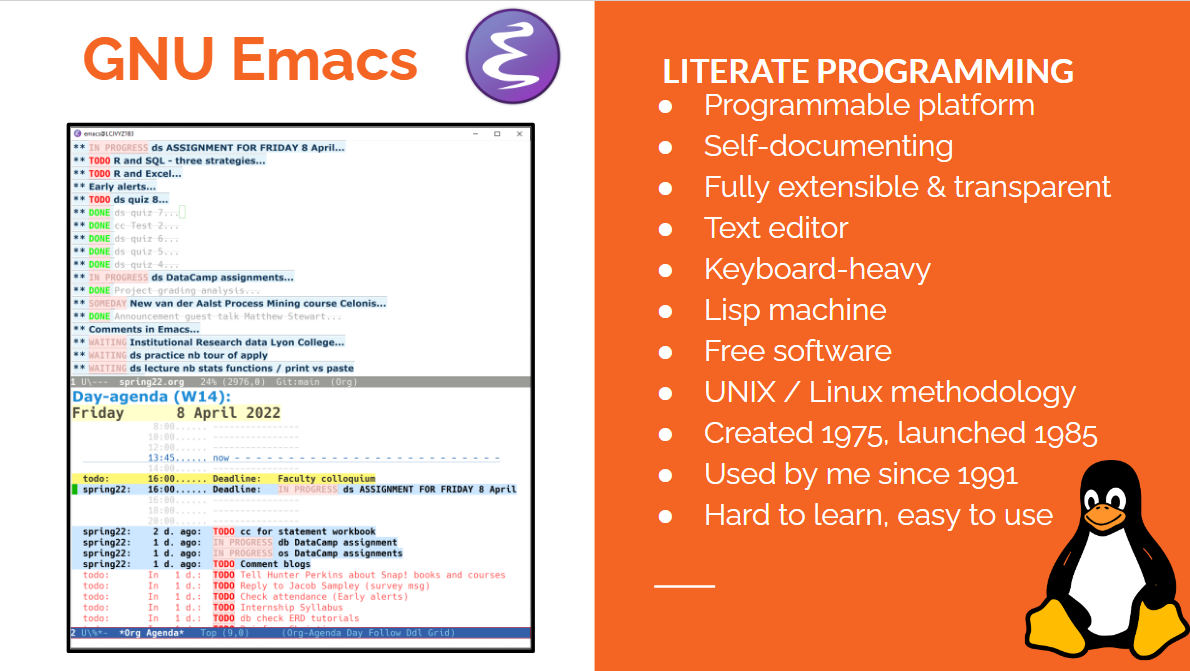 GNU Emacs
emacs@LCJVYZ1B3
** IN PROGRESS ds ASSIGNMENT FOR FRIDAY 8 April...
** TODO R and SQL - three strategies...
** TODO R and Excel...
** Early alerts...
** TODO ds quiz 8...
** DONE ds quiz 7...
** DONE cc Test 2...
** DONE ds quiz 6...
** DONE ds quiz 5...
** DONE ds quiz 4...
** IN PROGRESS ds DataCamp assignments...
** DONE Project grading analysis...
** SOMEDAY New van der Aalst Process Mining course Celonis...
** DONE Announcement guest talk Matthew Stewart...
** Comments in Emacs...
** WAITING Institutional Research data Lyon College...
** WAITING ds practice nb tour of apply
** WAITING ds lecture nb stats functions / print vs paste
1 U\--- spring22.org 24% (2976,0) Git:main (Org)
Day-agenda (W14):
Friday 8 April 2022
8:00...... ----------------
10:00...... ----------------
12:00...... ----------------
13:45...... now - - - - - - - - - - - - - - - - - - - - - - - - -
14:00...... ----------------
todo: 16:00...... Deadline: Faculty colloquium
spring22: 16:00...... Deadline: IN PROGRESS ds ASSIGNMENT FOR FRIDAY 8 April
16:00...... ----------------
18:00...... ----------------
20:00...... ----------------
spring22: 2 d. ago: TODO cc for statement workbook
spring22: 1 d. ago: IN PROGRESS db DataCamp assignment
spring22: 1 d. ago: IN PROGRESS os DataCamp assignments
spring22: 1 d. ago: TODO Comment blogs
todo: In 1 d.: TODO Tell Hunter Perkins about Snap! books and courses
todo: In 1 d.: TODO Reply to Jacob Sampley (survey msg)
todo: In 1 d.: TODO Check attendance (Early alerts)
todo: In 1 d.: TODO Internship Syllabus
todo: In 1 d.: TODO db check ERD tutorials
2 U\%*- *Org Agenda* Top (9,0) (Org-Agenda Day Follow Ddl Grid)
LITERATE PROGRAMMING
● Programmable platform
● Self-documenting
● Fully extensible & transparent
● Text editor
● Keyboard-heavy
● Lisp machine
● Free software
● UNIX / Linux methodology
● Created 1975, launched 1985
● Used by me since 1991
● Hard to learn, easy to use